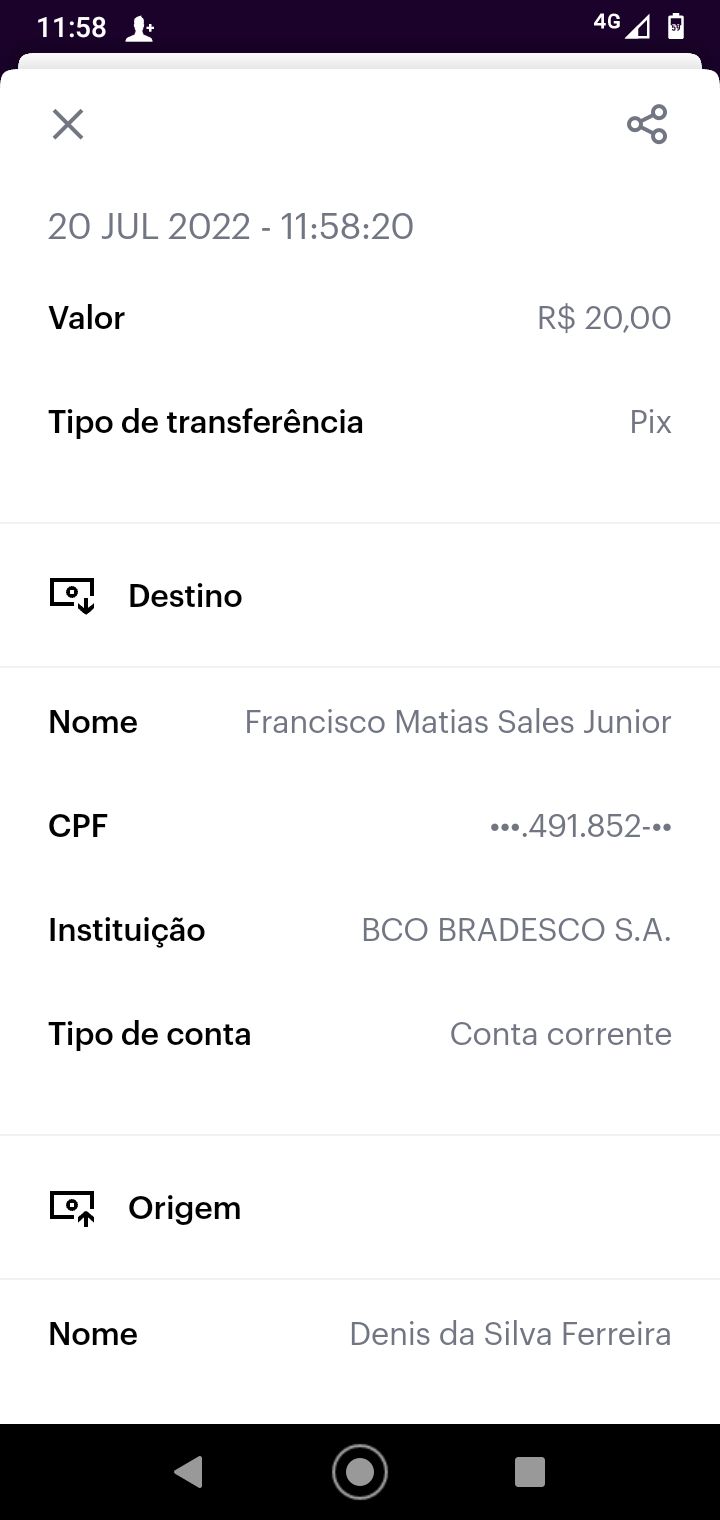 11:58 4G
20 JUL 2022 - 11:58:20
Valor R$ 20,00
Tipo de transferência Pix
Destino
Nome Francisco Matias Sales Junior
CPF •••.491.852-••
Instituição BCO BRADESCO S.A.
Tipo de conta Conta corrente
Origem
Nome Denis da Silva Ferreira